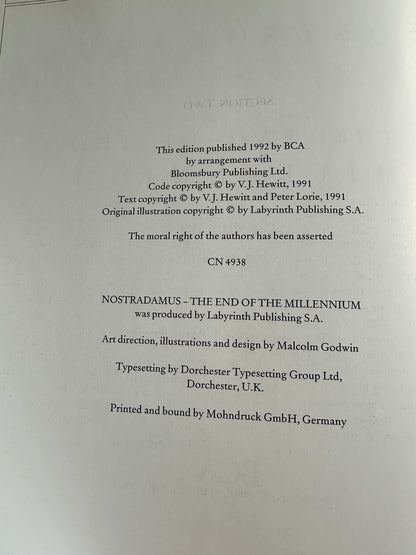 SECTION TWO
This edition published 1992 by BCA
by arrangement with
Bloomsbury Publishing Ltd.
Code copyright © by V.J. Hewitt, 1991
Text copyright © by V.J. Hewitt and Peter Lorie, 1991
Original illustration copyright © by Labyrinth Publishing S.A.
The moral right of the authors has been asserted
CN 4938
NOSTRADAMUS – THE END OF THE MILLENNIUM
was produced by Labyrinth Publishing S.A.
Art direction, illustrations and design by Malcolm Godwin
Typesetting by Dorchester Typesetting Group Ltd,
Dorchester, U.K.
Printed and bound by Mohndruck GmbH, Germany
BCA